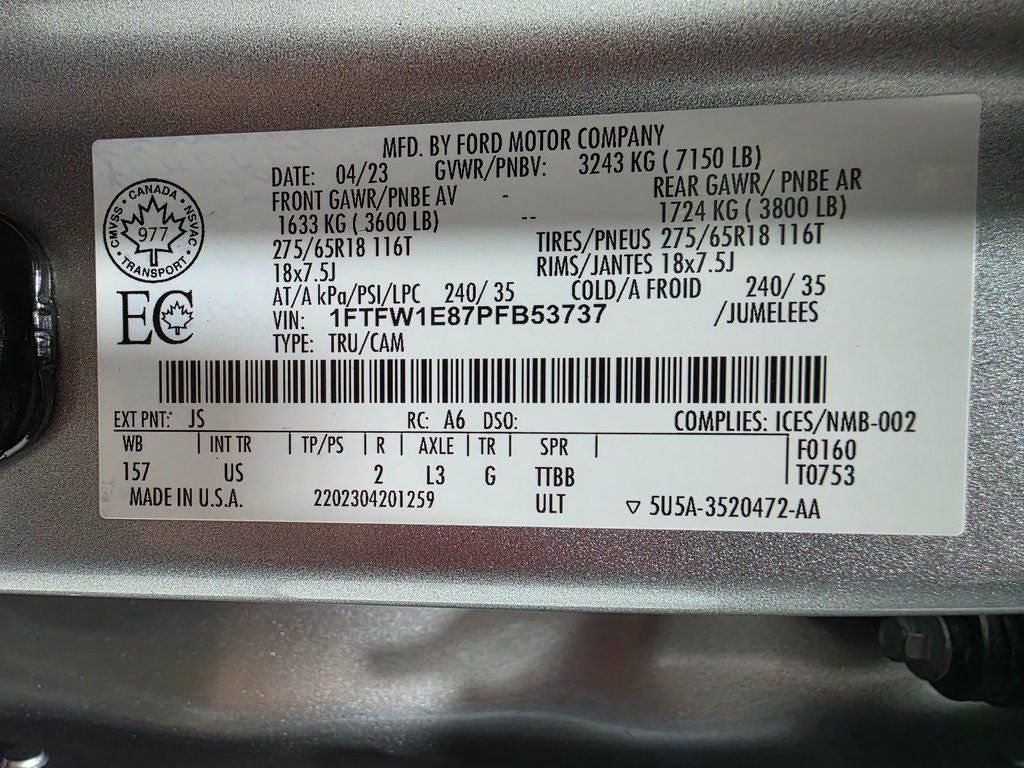 MFD. BY FORD MOTOR COMPANY
DATE: 04/23 GVWR/PNBV: 3243 KG ( 7150 LB)
FRONT GAWR/PNBE AV - REAR GAWR/ PNBE AR
1633 KG ( 3600 LB) -- 1724 KG ( 3800 LB)
275/65R18 116T TIRES/PNEUS 275/65R18 116T
18x7.5J RIMS/JANTES 18x7.5J
AT/A kPa/PSI/LPC 240/ 35 COLD/A FROID 240/ 35
VIN: 1FTFW1E87PFB53737 /JUMELEES
TYPE: TRU/CAM
CANADA
CMVSS NSVAC
977
TRANSPORT
EC
EXT PNT: JS RC: A6 DSO: COMPLIES: ICES/NMB-002
WB | INT TR | TP/PS | R | AXLE | TR | SPR | F0160
157 US 2 L3 G TTBB T0753
MADE IN U.S.A. 2202304201259 ULT ▽ 5U5A-3520472-AA